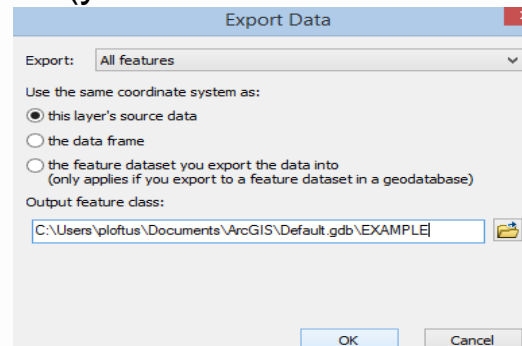 Export Data
Export: All features
Use the same coordinate system as:
this layer's source data
the data frame
the feature dataset you export the data into
(only applies if you export to a feature dataset in a geodatabase)
Output feature class:
C:\Users\ploftus\Documents\ArcGIS\Default.gdb\EXAMPLE
OK Cancel